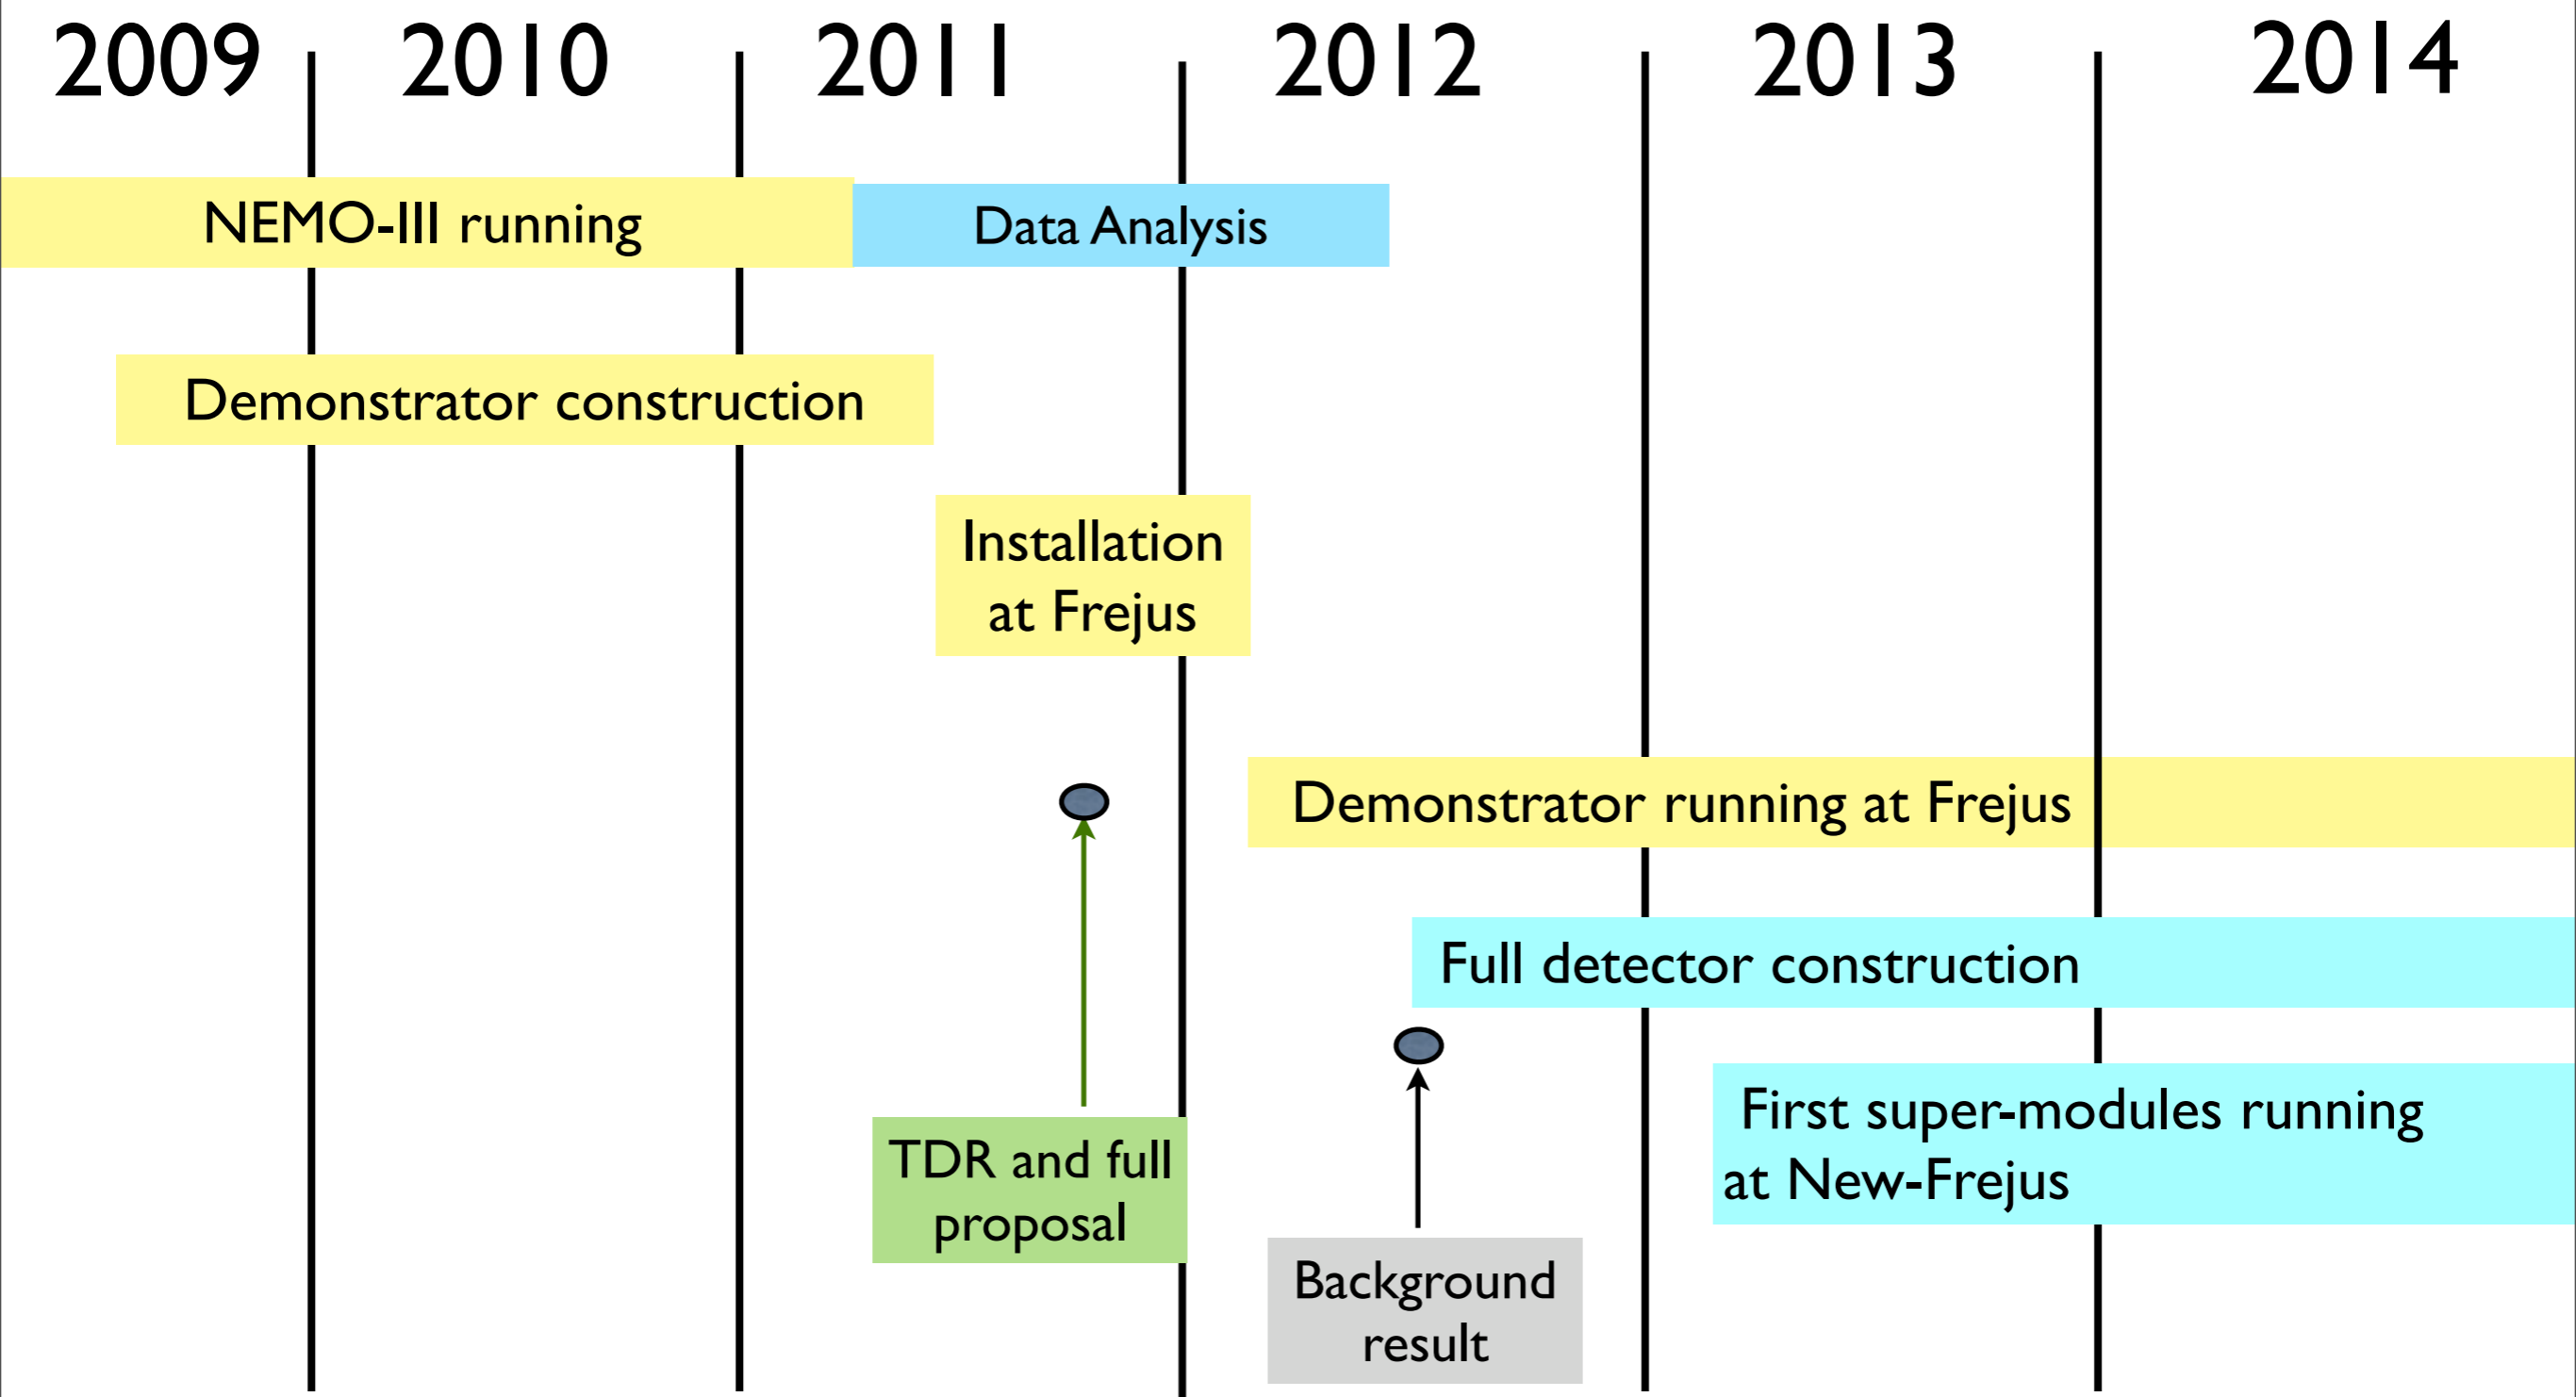 2009 2010 2011 2012 2013 2014
NEMO-III running
Data Analysis
Demonstrator construction
Installation
at Frejus
Demonstrator running at Frejus
Full detector construction
First super-modules running
at New-Frejus
TDR and full
proposal
Background
result